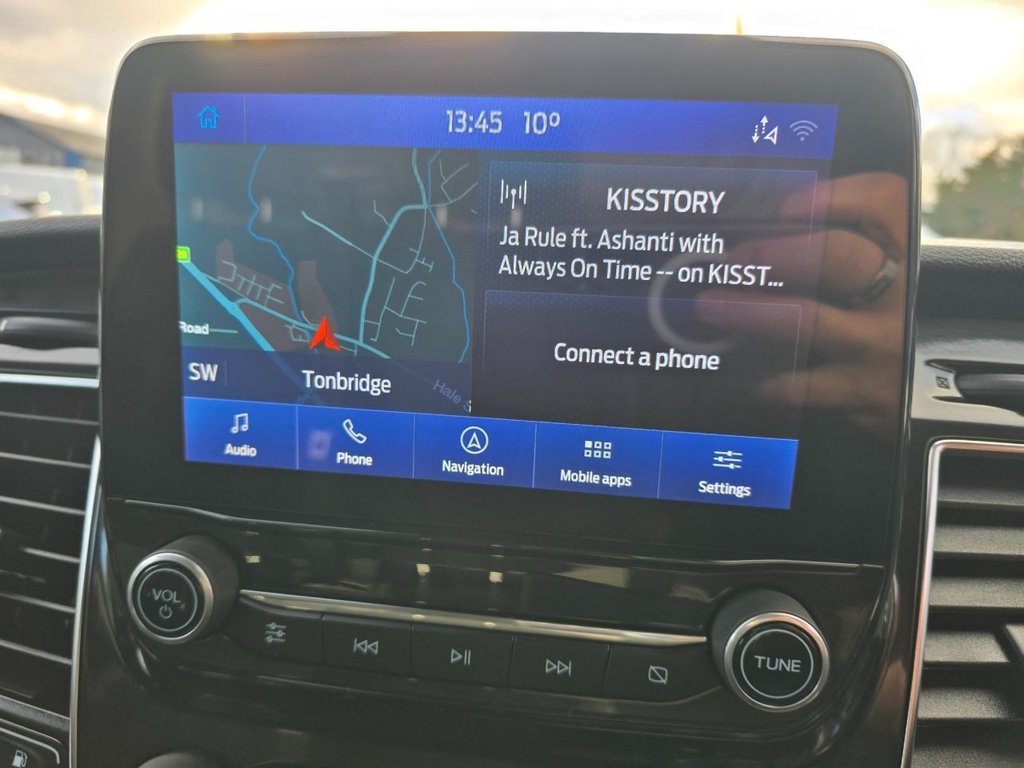 13:45 10°
KISSTORY
Ja Rule ft. Ashanti with
Always On Time -- on KISST...
Road
Connect a phone
SW
Tonbridge
Hale
Audio
Phone
Navigation
Mobile apps
Settings
VOL
TUNE